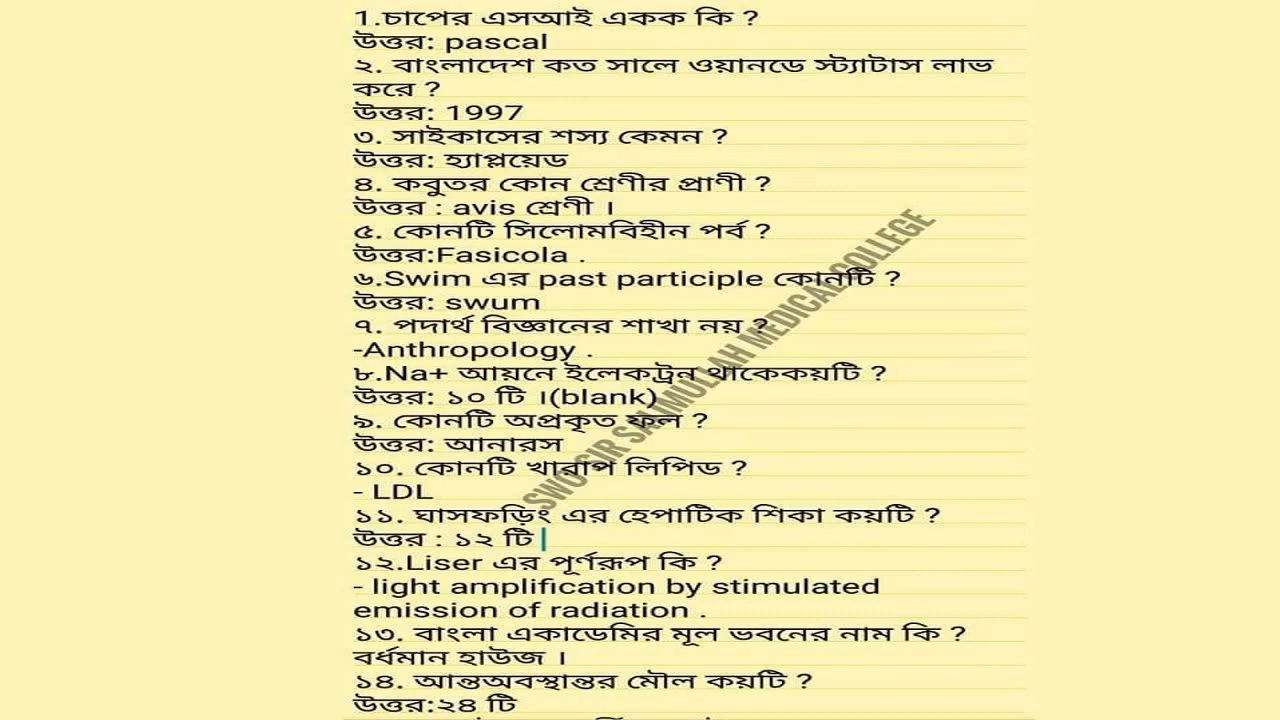 1.চাপের এসআই একক কি ?
উত্তর: pascal
২. বাংলাদেশ কত সালে ওয়ানডে স্ট্যাটাস লাভ
করে ?
উত্তর: 1997
৩. সাইকাসের শস্য কেমন ?
উত্তর: হ্যাপ্লয়েড
৪. কবুতর কোন শ্রেণীর প্রাণী ?
উত্তর : avis শ্রেণী ।
৫. কোনটি সিলোমবিহীন পর্ব ?
উত্তর:Fasicola .
৬.Swim এর past participle কোনটি ?
উত্তর: swum
৭. পদার্থ বিজ্ঞানের শাখা নয় ?
-Anthropology .
৮.Na+ আয়নে ইলেকট্রন থাকেকয়টি ?
উত্তর: ১০ টি ।(blank)
৯. কোনটি অপ্রকৃত ফল ?
উত্তর: আনারস
১০. কোনটি খারাপ লিপিড ?
- LDL
১১. ঘাসফড়িং এর হেপাটিক শিকা কয়টি ?
উত্তর : ১২ টি
১২.Liser এর পূর্ণরূপ কি ?
- light amplification by stimulated
emission of radiation .
১৩. বাংলা একাডেমির মূল ভবনের নাম কি ?
বর্ধমান হাউজ ।
১৪. আন্তঅবস্থান্তর মৌল কয়টি ?
উত্তর:২৪ টি
SWO-SIR SALIMULLAH MEDICAL COLLEGE